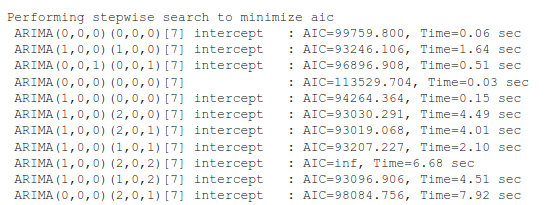 Performing stepwise search to minimize aic
ARIMA(0,0,0)(0,0,0)[7] intercept   : AIC=99759.800, Time=0.06 sec
ARIMA(1,0,0)(1,0,0)[7] intercept   : AIC=93246.106, Time=1.64 sec
ARIMA(0,0,1)(0,0,1)[7] intercept   : AIC=96896.908, Time=0.51 sec
ARIMA(0,0,0)(0,0,0)[7]             : AIC=113529.704, Time=0.03 sec
ARIMA(1,0,0)(0,0,0)[7] intercept   : AIC=94264.364, Time=0.15 sec
ARIMA(1,0,0)(2,0,0)[7] intercept   : AIC=93030.291, Time=4.49 sec
ARIMA(1,0,0)(2,0,1)[7] intercept   : AIC=93019.068, Time=4.01 sec
ARIMA(1,0,0)(1,0,1)[7] intercept   : AIC=93207.227, Time=2.10 sec
ARIMA(1,0,0)(2,0,2)[7] intercept   : AIC=inf, Time=6.68 sec
ARIMA(1,0,0)(1,0,2)[7] intercept   : AIC=93096.906, Time=4.51 sec
ARIMA(0,0,0)(2,0,1)[7] intercept   : AIC=98084.756, Time=7.92 sec